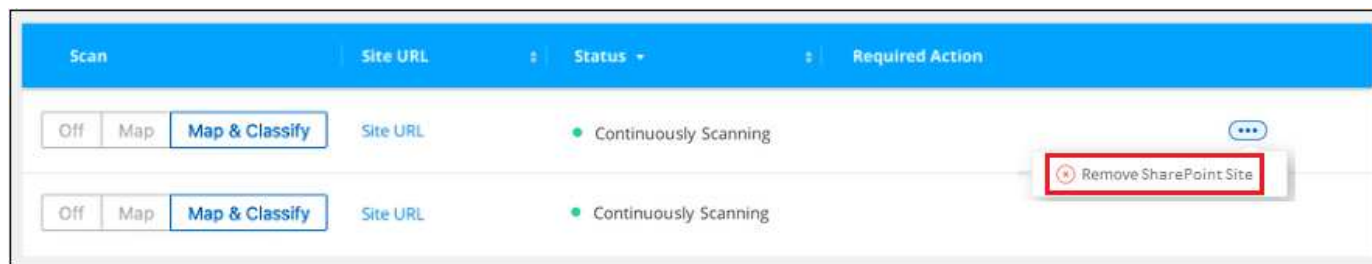 Scan Site URL Status Required Action
Off Map Map & Classify Site URL Continuously Scanning
Remove SharePoint Site
Off Map Map & Classify Site URL Continuously Scanning